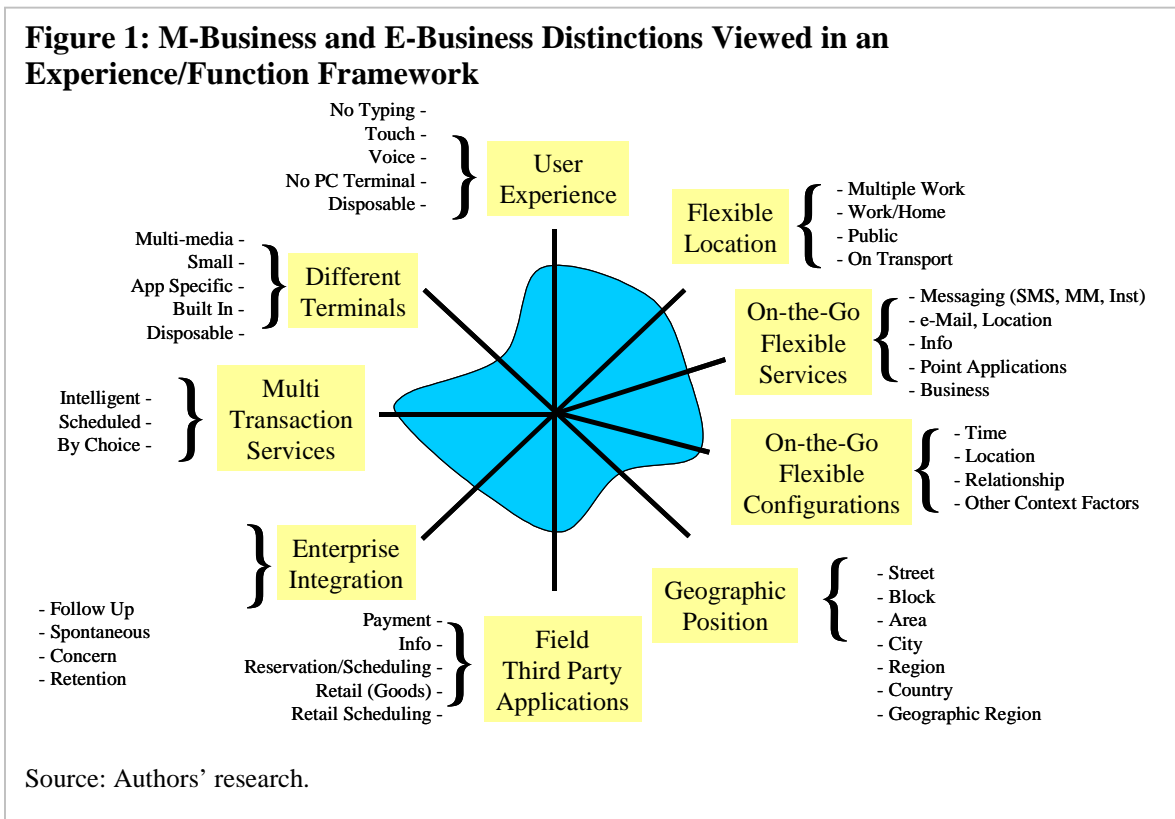 Figure 1: M-Business and E-Business Distinctions Viewed in an
Experience/Function Framework
No Typing -
Touch -
Voice -
No PC Terminal -
Disposable -
User
Experience
Flexible
Location
- Multiple Work
- Work/Home
- Public
- On Transport
Multi-media -
Small -
App Specific -
Built In -
Disposable -
Different
Terminals
On-the-Go
Flexible
Services
- Messaging (SMS, MM, Inst)
- e-Mail, Location
- Info
- Point Applications
- Business
Intelligent -
Scheduled -
By Choice -
Multi
Transaction
Services
On-the-Go
Flexible
Configurations
- Time
- Location
- Relationship
- Other Context Factors
Enterprise
Integration
- Follow Up
- Spontaneous
- Concern
- Retention
Payment -
Info -
Reservation/Scheduling -
Retail (Goods) -
Retail Scheduling -
Field
Third Party
Applications
Geographic
Position
- Street
- Block
- Area
- City
- Region
- Country
- Geographic Region
Source: Authors' research.